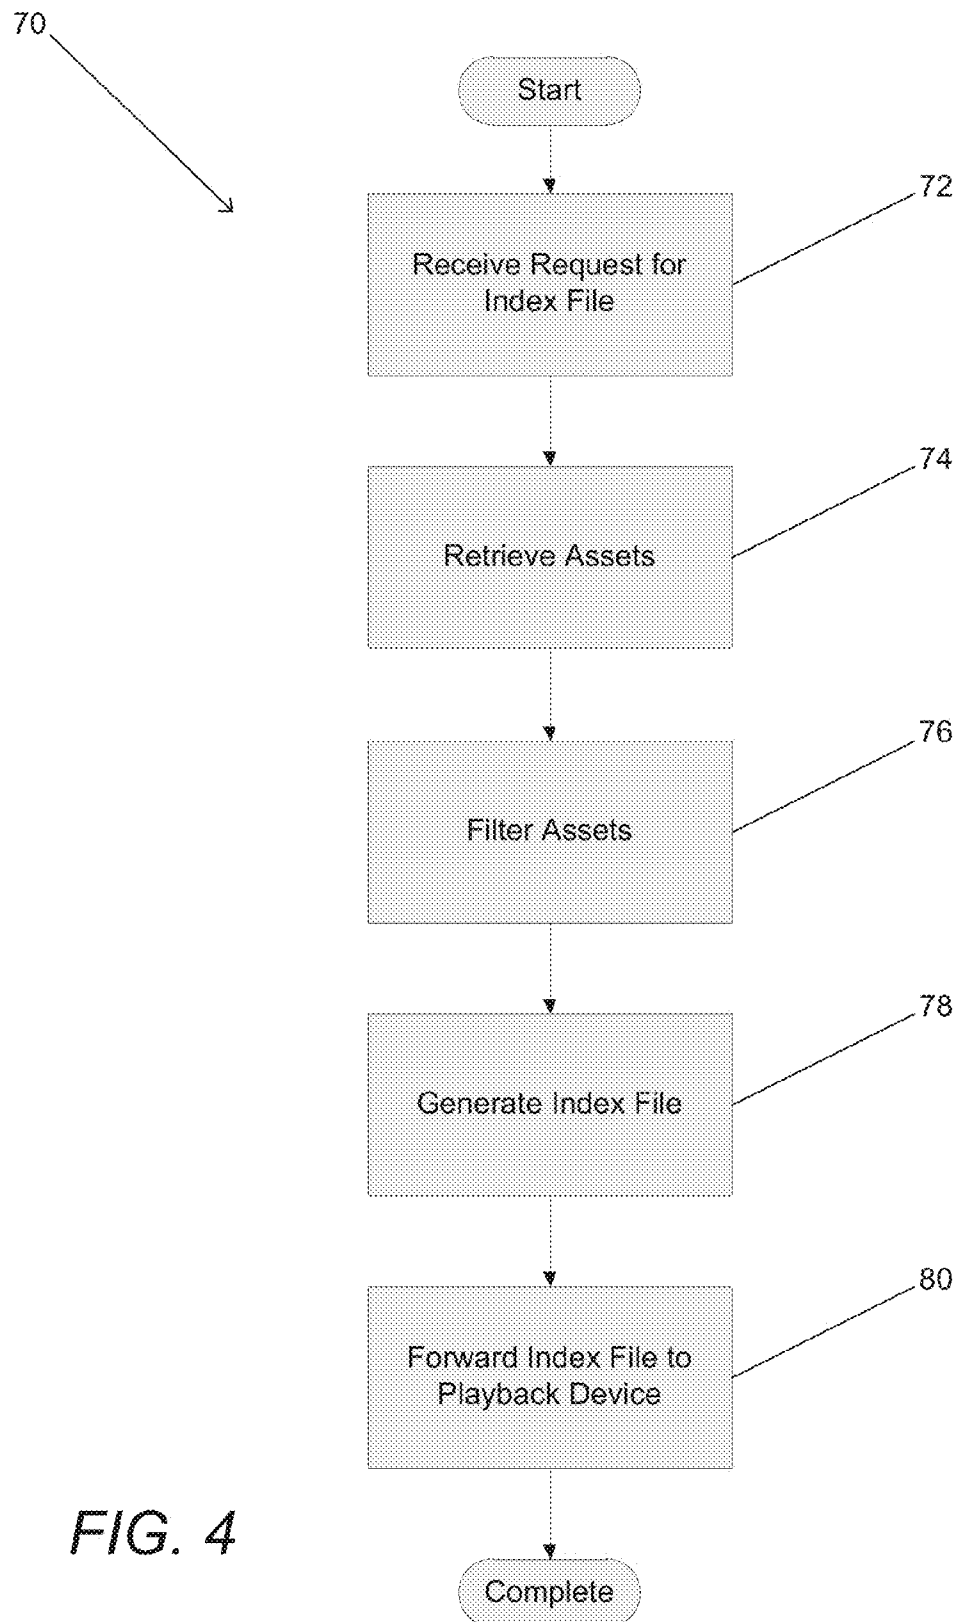 70
Start
72
Receive Request for
Index File
74
Retrieve Assets
76
Filter Assets
78
Generate Index File
80
Forward Index File to
Playback Device
FIG. 4
Complete